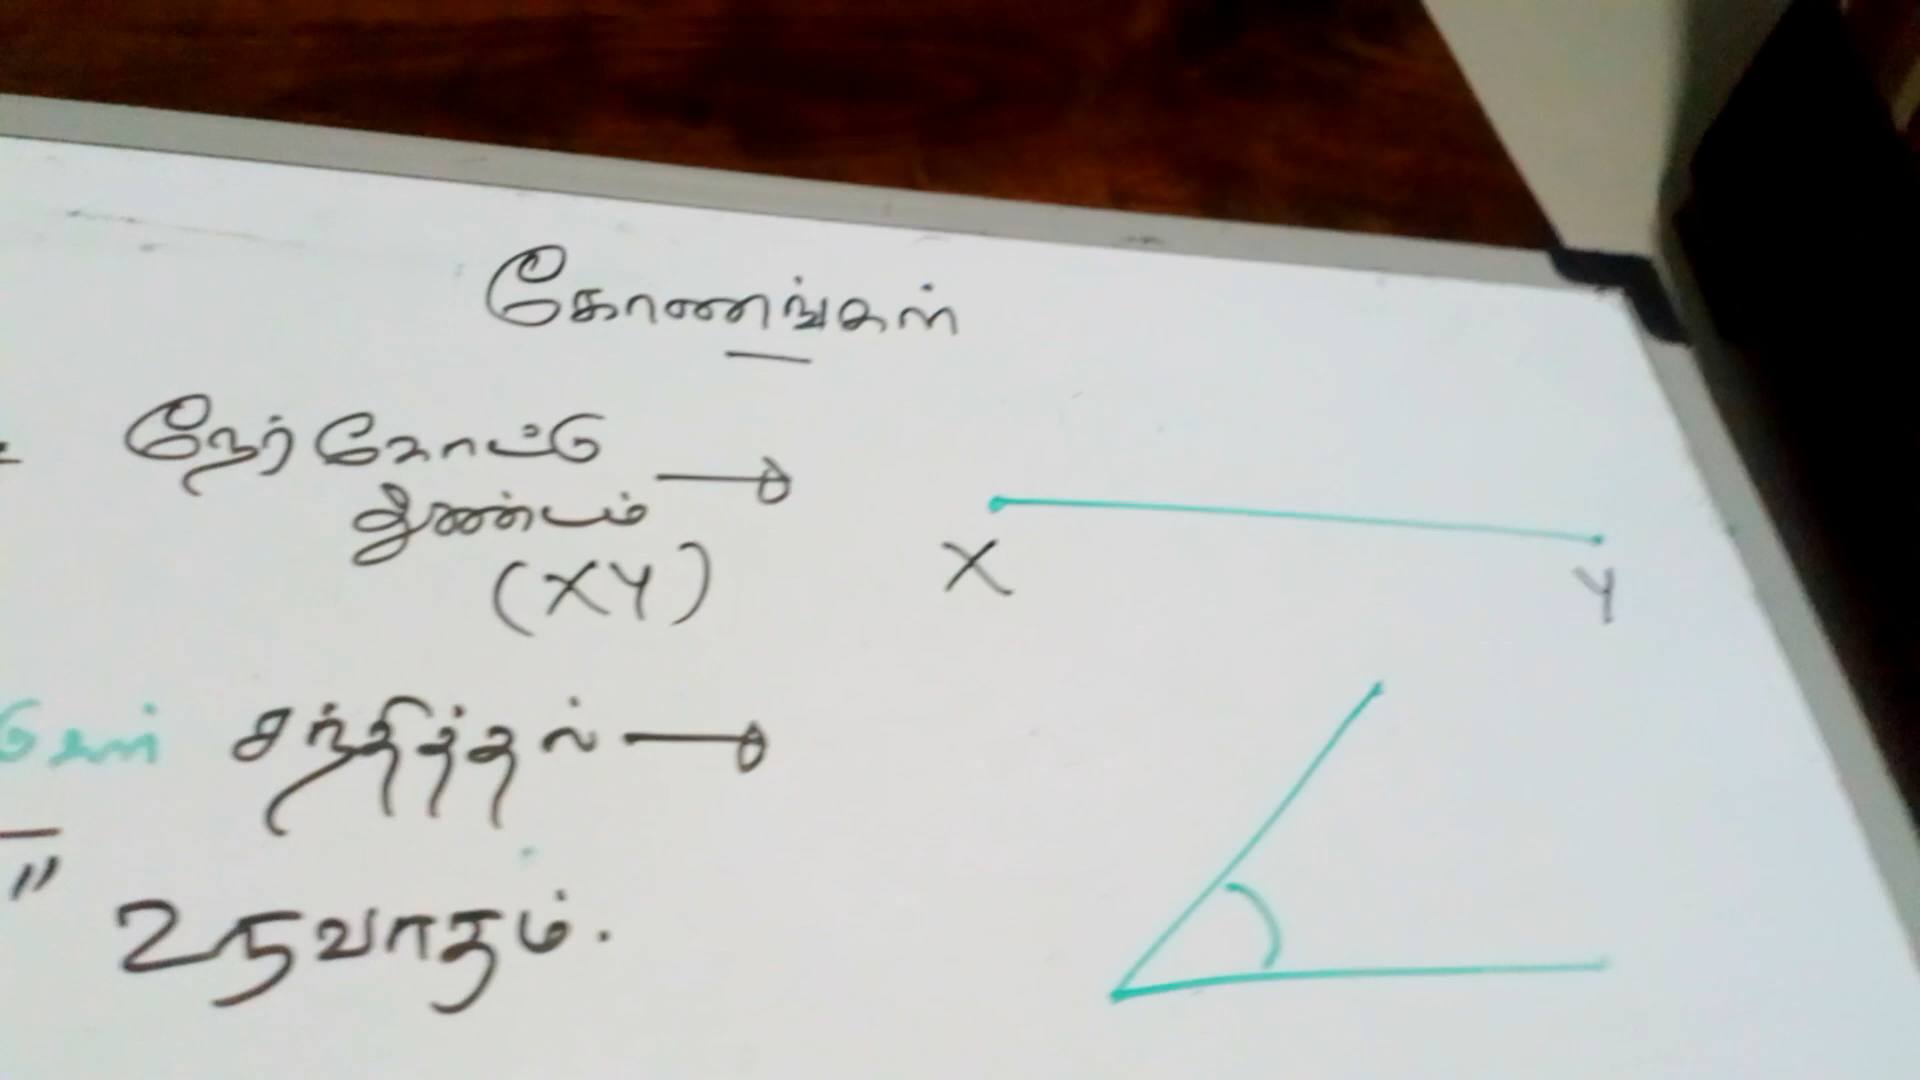 கோணங்கள்
நேர்கோட்டு
துண்டம்
(XY)
X Y
சந்தித்தல்
"
உருவாகும்.